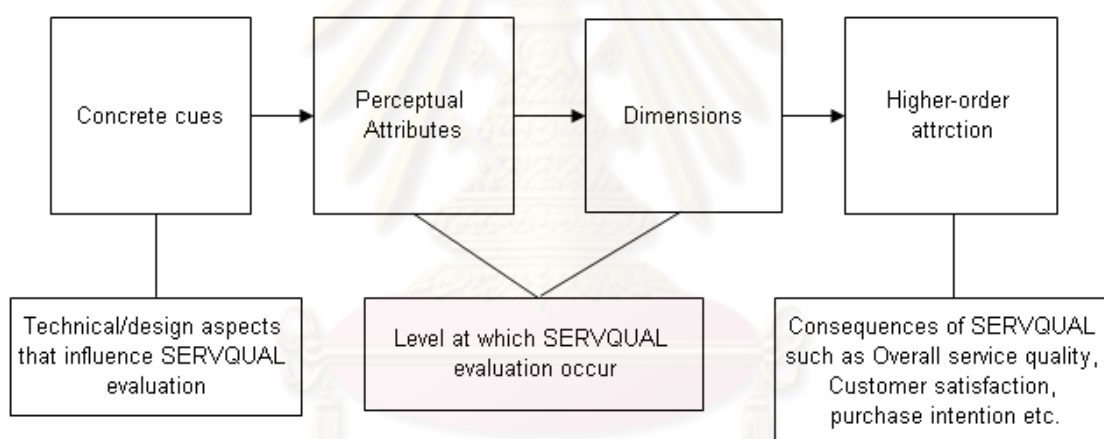 Concrete cues
Perceptual
Attributes
Dimensions
Higher-order
attrction
Technical/design aspects
that influence SERVQUAL
evaluation
Level at which SERVQUAL
evaluation occur
Consequences of SERVQUAL
such as Overall service quality,
Customer satisfaction,
purchase intention etc.